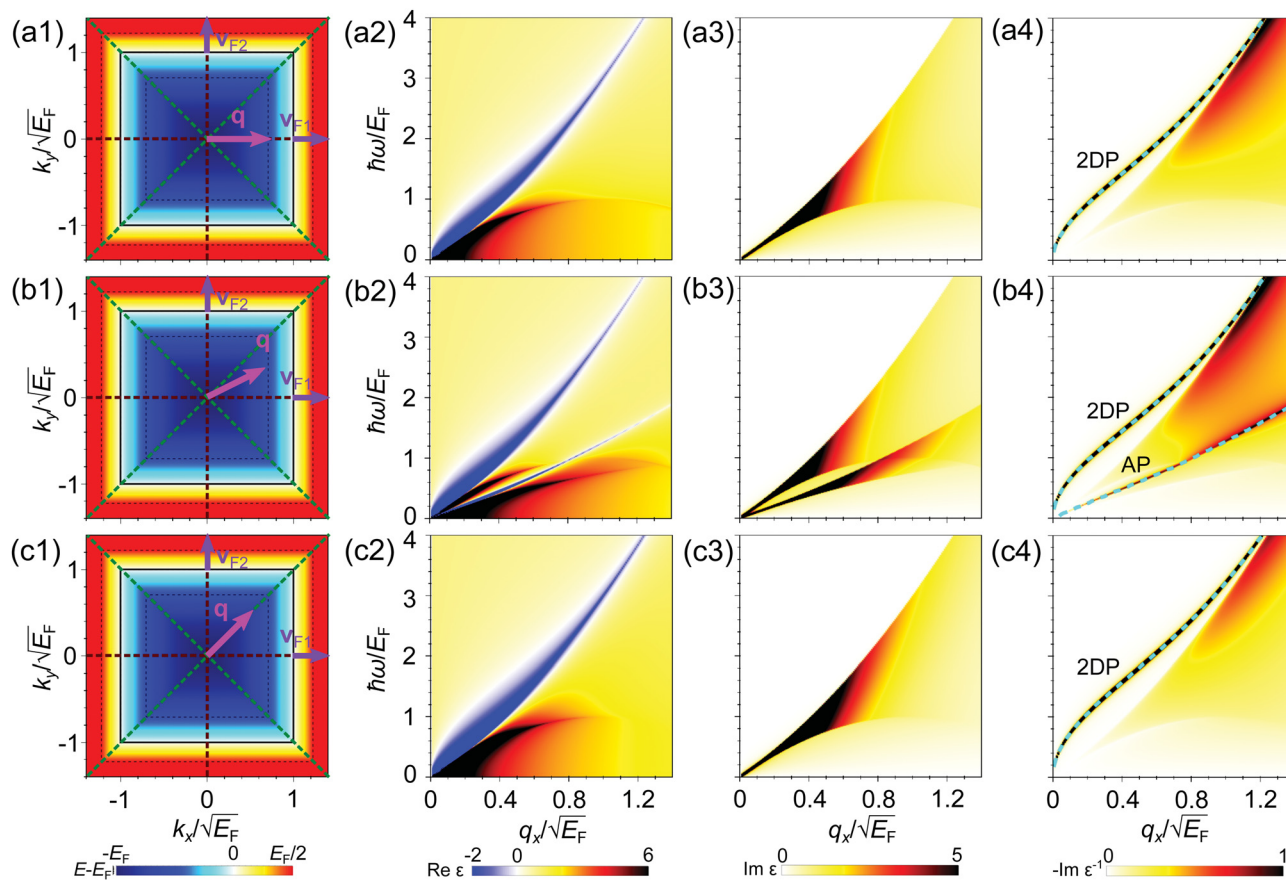 (a1) (a2) (a3) (a4)
k_y/√E_F 1 0 -1
v_F2
q v_F1
ħω/E_F 4 3 2 1 0
2DP
(b1) (b2) (b3) (b4)
k_y/√E_F 1 0 -1
v_F2
q
v_F1
ħω/E_F 4 3 2 1 0
2DP
AP
(c1) (c2) (c3) (c4)
k_y/√E_F 1 0 -1
v_F2
q
v_F1
ħω/E_F 4 3 2 1 0
2DP
-1 0 1 0 0.4 0.8 1.2 0 0.4 0.8 1.2 0 0.4 0.8 1.2
k_x/√E_F q_x/√E_F q_x/√E_F q_x/√E_F
-E_F 0 E_F/2 -2 0 6 0 5 0 1
E-E_F Re ε Im ε -Im ε⁻¹